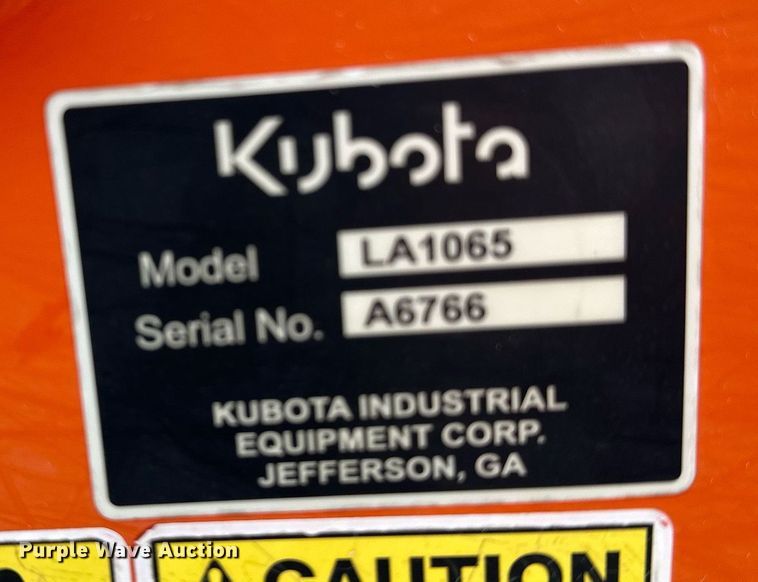 Kubota
Model LA1065
Serial No. A6766
KUBOTA INDUSTRIAL
EQUIPMENT CORP.
JEFFERSON, GA
CAUTION
Purple Wave Auction